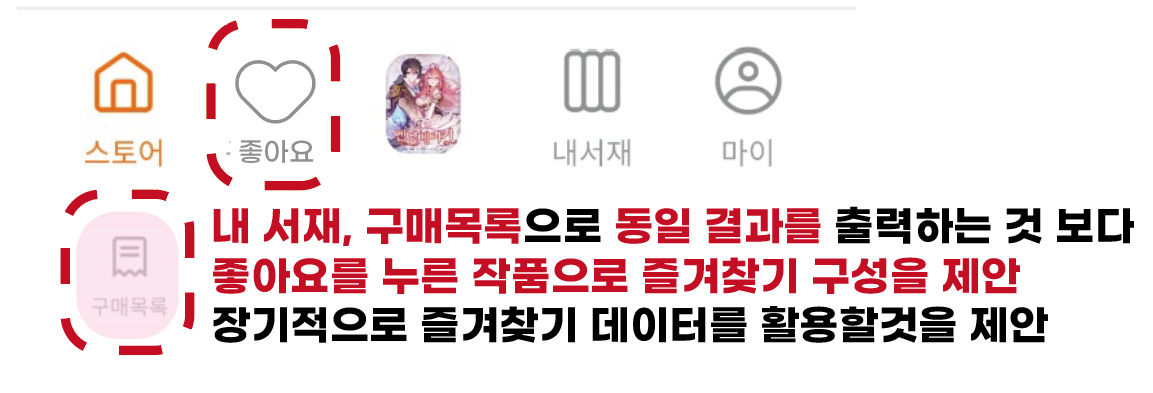 스토어
좋아요
내서재
마이
구매목록
내 서재, 구매목록으로 동일 결과를 출력하는 것 보다
좋아요를 누른 작품으로 즐겨찾기 구성을 제안
장기적으로 즐겨찾기 데이터를 활용할것을 제안